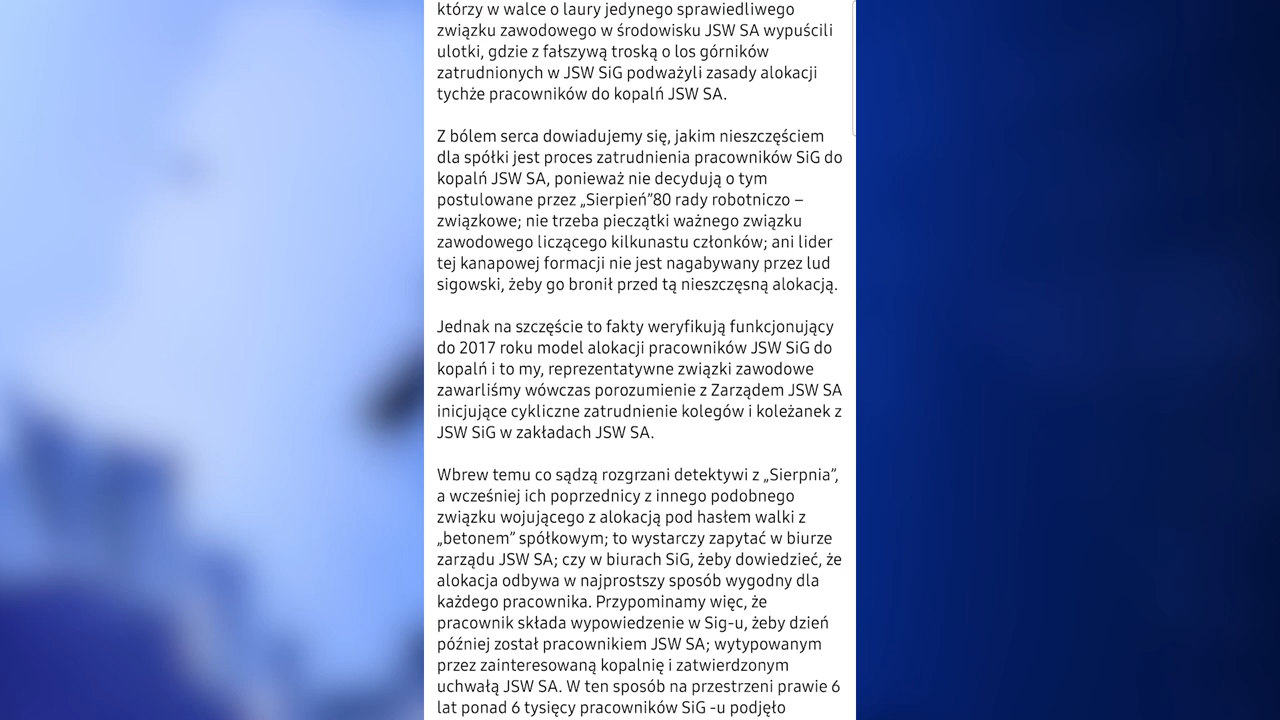 którzy w walce o laury jedynego sprawiedliwego
związku zawodowego w środowisku JSW SA wypuścili
ulotki, gdzie z fałszywą troską o los górników
zatrudnionych w JSW SiG podważyli zasady alokacji
tychże pracowników do kopalń JSW SA.
Z bólem serca dowiadujemy się, jakim nieszczęściem
dla spółki jest proces zatrudnienia pracowników SiG do
kopalń JSW SA, ponieważ nie decydują o tym
postulowane przez „Sierpień”80 rady robotniczo –
związkowe; nie trzeba pieczątki ważnego związku
zawodowego liczącego kilkunastu członków; ani lider
tej kanapowej formacji nie jest nagabywany przez lud
sigowski, żeby go bronił przed tą nieszczęsną alokacją.
Jednak na szczęście to fakty weryfikują funkcjonujący
do 2017 roku model alokacji pracowników JSW SiG do
kopalń i to my, reprezentatywne związki zawodowe
zawarliśmy wówczas porozumienie z Zarządem JSW SA
inicjujące cykliczne zatrudnienie kolegów i koleżanek z
JSW SiG w zakładach JSW SA.
Wbrew temu co sądzą rozgrzani detektywi z „Sierpnia”,
a wcześniej ich poprzednicy z innego podobnego
związku wojującego z alokacją pod hasłem walki z
„betonem” spółkowym; to wystarczy zapytać w biurze
zarządu JSW SA; czy w biurach SiG, żeby dowiedzieć, że
alokacja odbywa w najprostszy sposób wygodny dla
każdego pracownika. Przypominamy więc, że
pracownik składa wypowiedzenie w Sig-u, żeby dzień
później został pracownikiem JSW SA; wytypowanym
przez zainteresowaną kopalnię i zatwierdzonym
uchwałą JSW SA. W ten sposób na przestrzeni prawie 6
lat ponad 6 tysięcy pracowników SiG -u podjęło